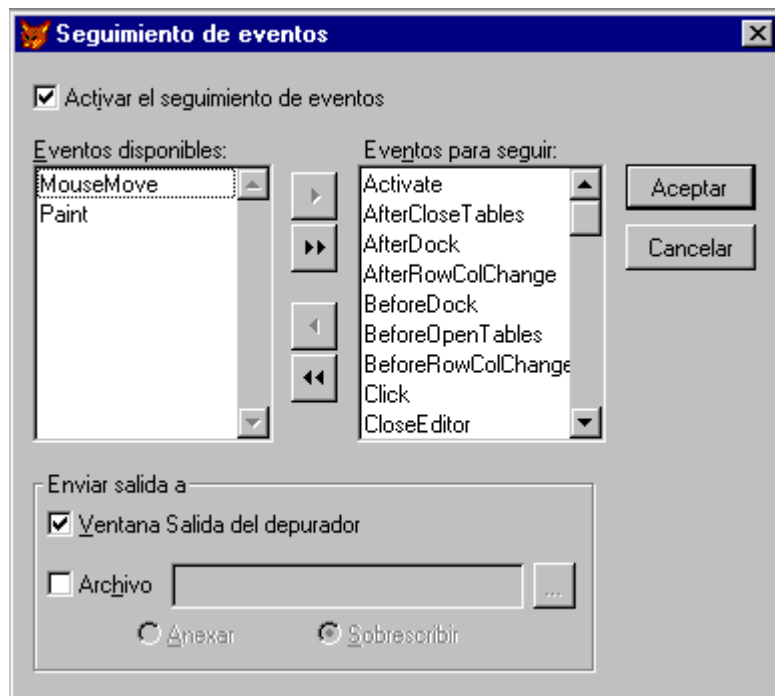 Seguimiento de eventos
Activar el seguimiento de eventos
Eventos disponibles:
MouseMove
Paint
Eventos para seguir:
Activate
AfterCloseTables
AfterDock
AfterRowColChange
BeforeDock
BeforeOpenTables
BeforeRowColChange
Click
CloseEditor
Aceptar
Cancelar
Enviar salida a
Ventana Salida del depurador
Archivo
...
Anexar
Sobrescribir